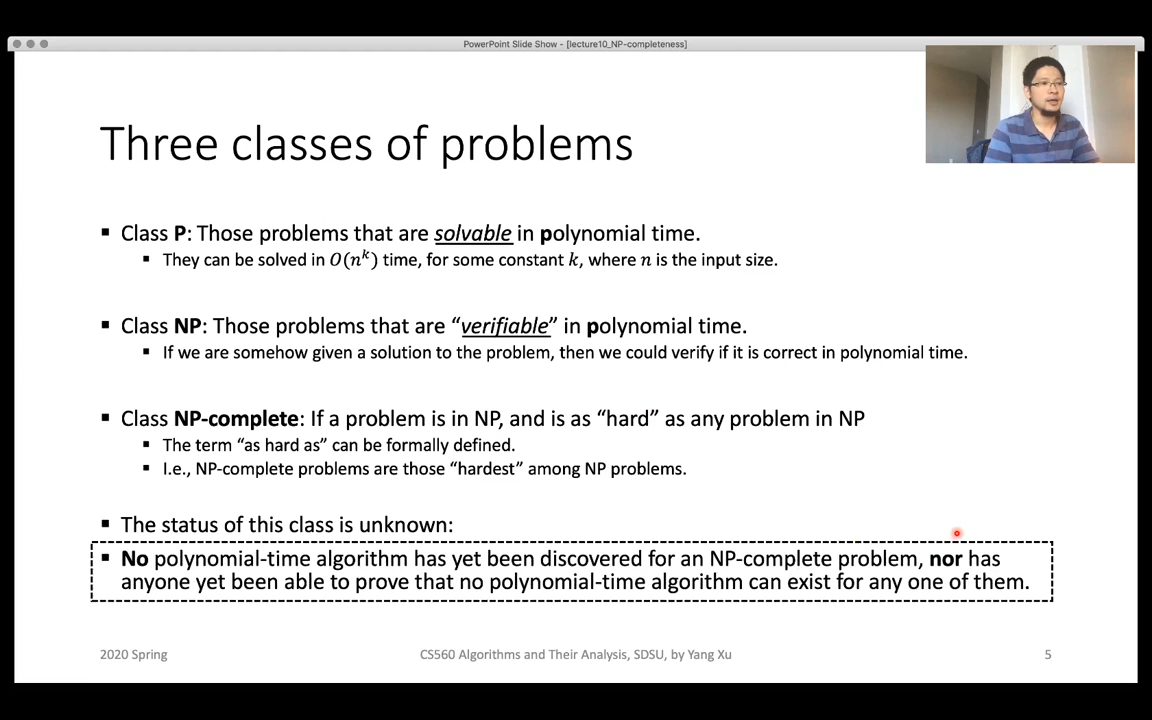 PowerPoint Slide Show - [lecture10_NP-completeness]
Three classes of problems
▪ Class P: Those problems that are solvable in polynomial time.
▪ They can be solved in O(n^k) time, for some constant k, where n is the input size.
▪ Class NP: Those problems that are “verifiable” in polynomial time.
▪ If we are somehow given a solution to the problem, then we could verify if it is correct in polynomial time.
▪ Class NP-complete: If a problem is in NP, and is as “hard” as any problem in NP
▪ The term “as hard as” can be formally defined.
▪ I.e., NP-complete problems are those “hardest” among NP problems.
▪ The status of this class is unknown:
▪ No polynomial-time algorithm has yet been discovered for an NP-complete problem, nor has
anyone yet been able to prove that no polynomial-time algorithm can exist for any one of them.
2020 Spring
CS560 Algorithms and Their Analysis, SDSU, by Yang Xu
5